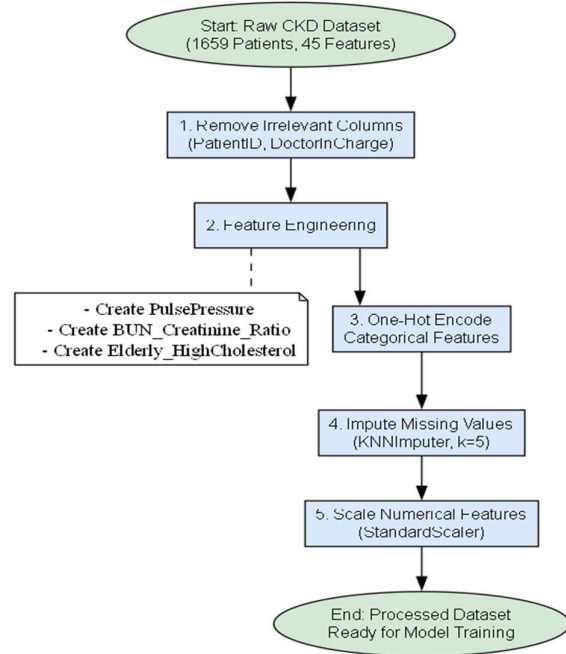 Start: Raw CKD Dataset
(1659 Patients, 45 Features)
1. Remove Irrelevant Columns
(PatientID, DoctorInCharge)
2. Feature Engineering
- Create PulsePressure
- Create BUN_Creatinine_Ratio
- Create Elderly_HighCholesterol
3. One-Hot Encode
Categorical Features
4. Impute Missing Values
(KNNImputer, k=5)
5. Scale Numerical Features
(StandardScaler)
End: Processed Dataset
Ready for Model Training